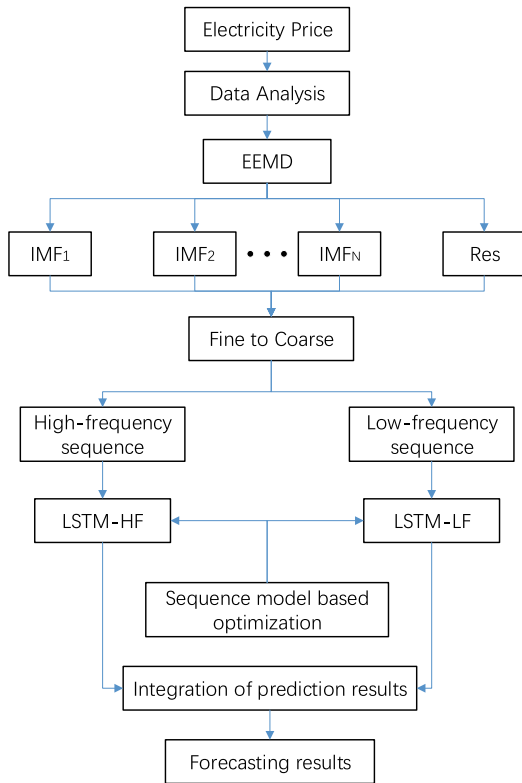 Electricity Price
Data Analysis
EEMD
IMF1
IMF2
• • •
IMFN
Res
Fine to Coarse
High-frequency
sequence
Low-frequency
sequence
LSTM-HF
LSTM-LF
Sequence model based
optimization
Integration of prediction results
Forecasting results